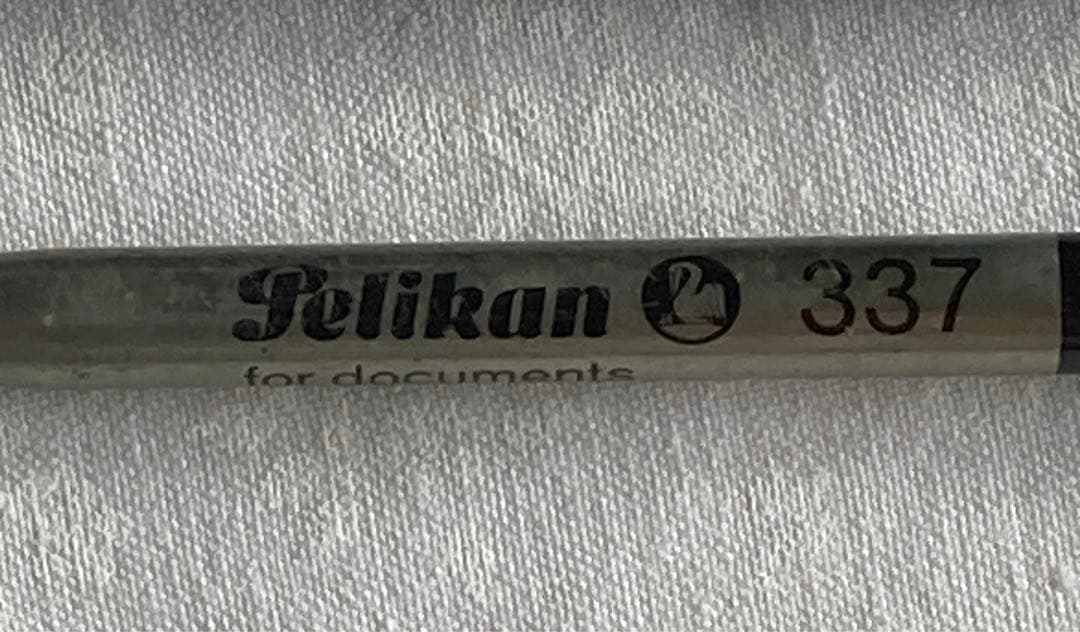 Pelikan 337
for documents